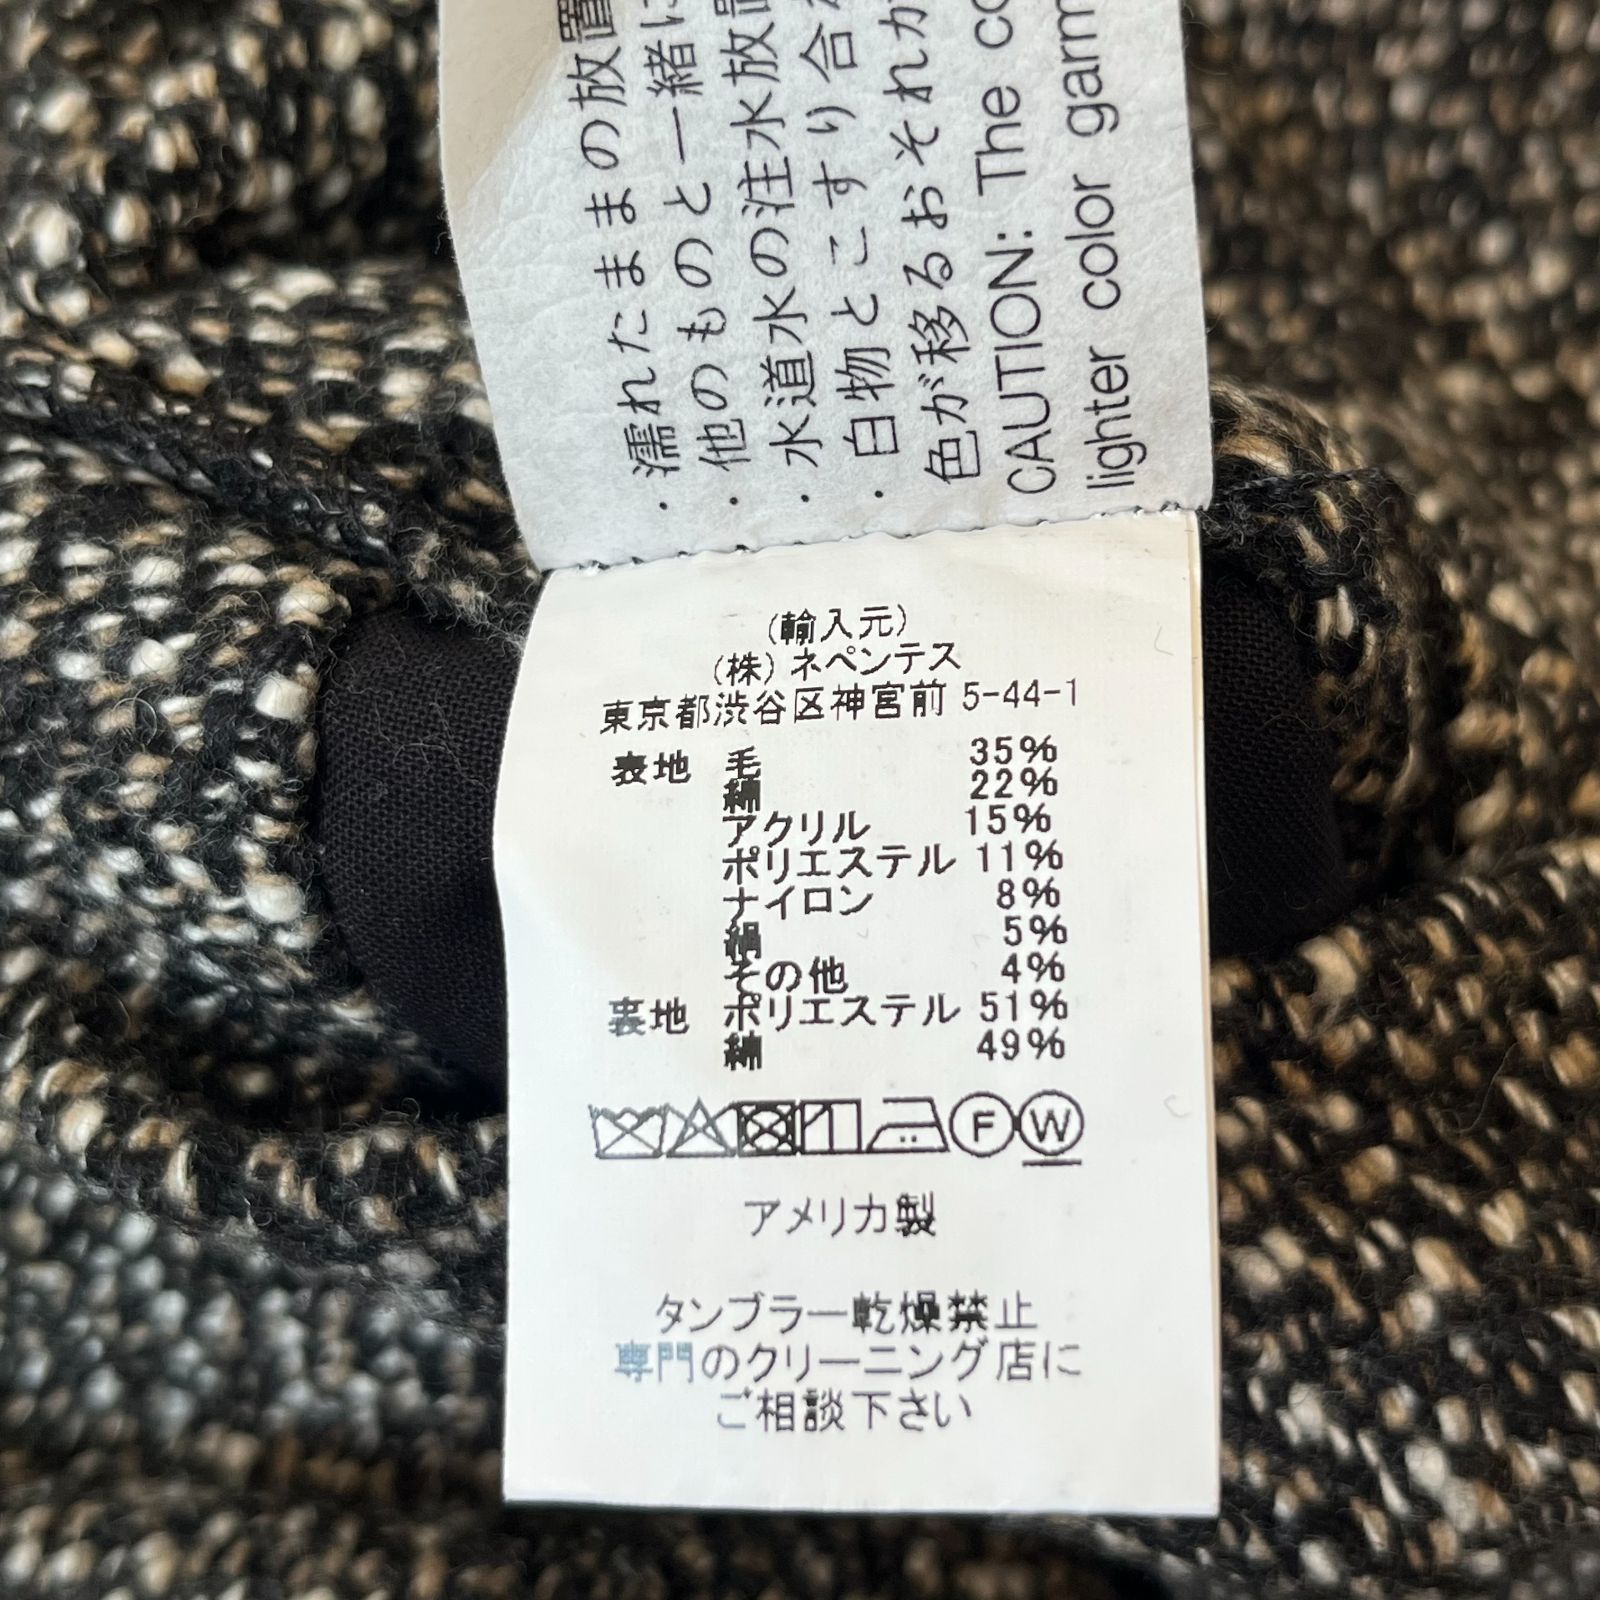 ・濡れたままの放置
・他のものと一緒に
・水道水の注水放置
・白物とこすり合わ
色が移るおそれが
CAUTION: The co
lighter color garm
(輸入元)
(株) ネペンテス
東京都渋谷区神宮前 5-44-1
表地 毛 35%
綿 22%
アクリル 15%
ポリエステル 11%
ナイロン 8%
絹 5%
その他 4%
裏地 ポリエステル 51%
綿 49%
F W
アメリカ製
タンブラー乾燥禁止
専門のクリーニング店に
ご相談下さい